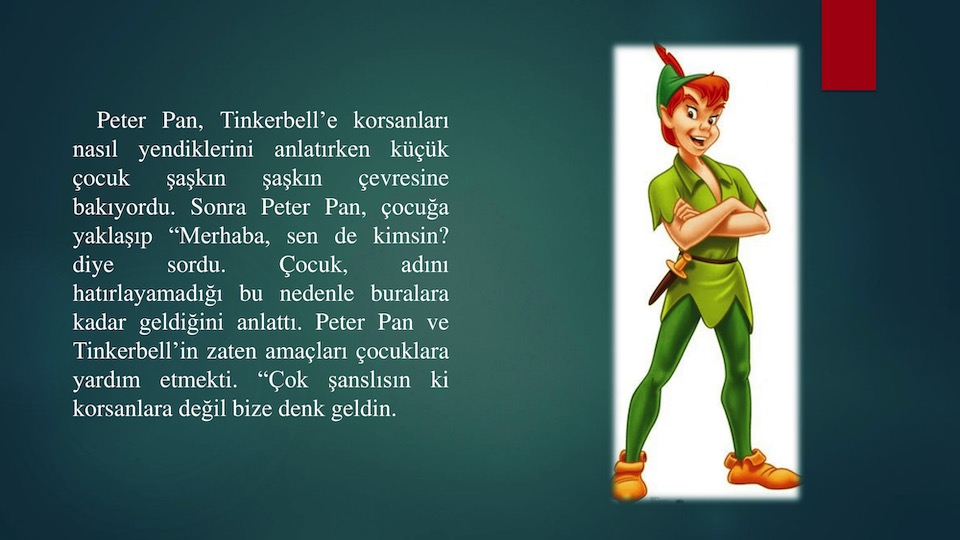 Peter Pan, Tinkerbell’e korsanları
nasıl yendiklerini anlatırken küçük
çocuk şaşkın şaşkın çevresine
bakıyordu. Sonra Peter Pan, çocuğa
yaklaşıp “Merhaba, sen de kimsin?
diye sordu. Çocuk, adını
hatırlayamadığı bu nedenle buralara
kadar geldiğini anlattı. Peter Pan ve
Tinkerbell’in zaten amaçları çocuklara
yardım etmekti. “Çok şanslısın ki
korsanlara değil bize denk geldin.